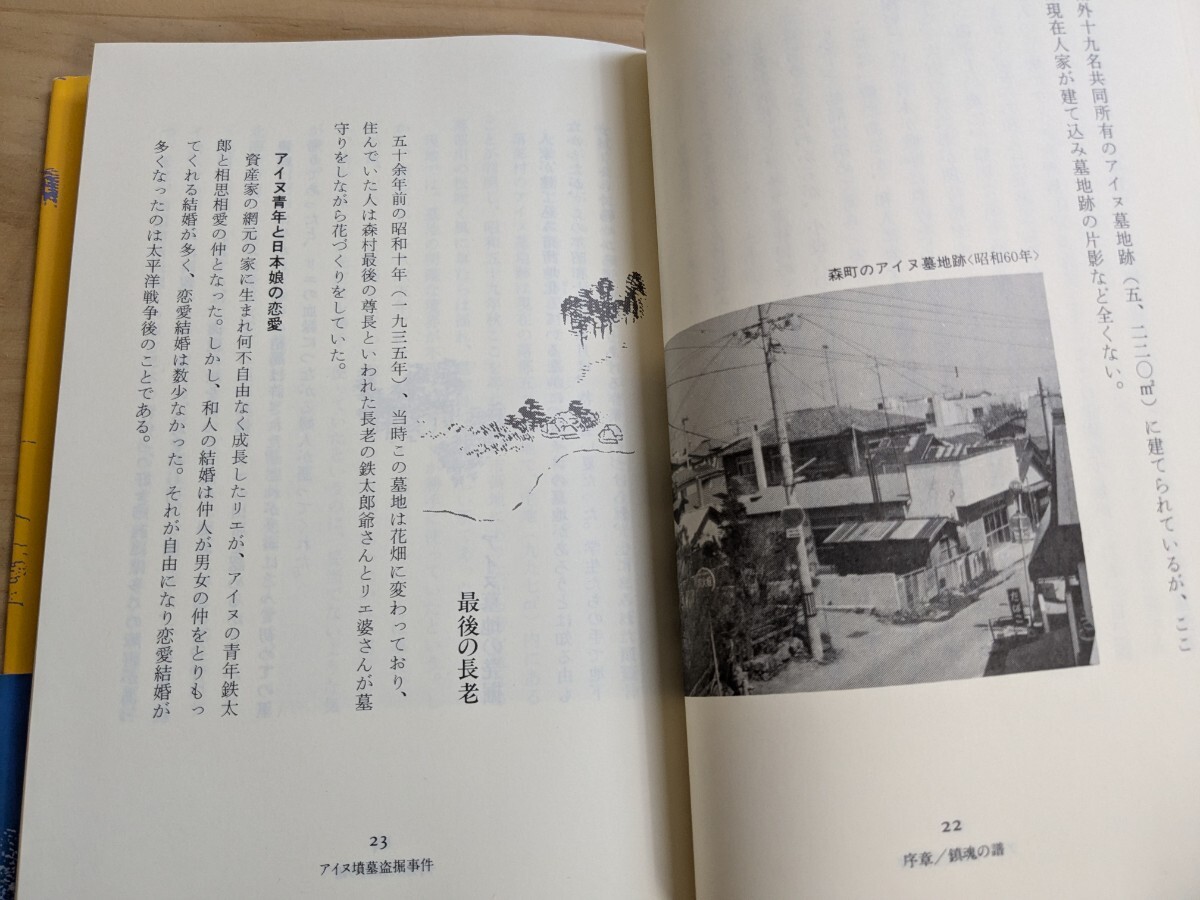 外十九名共同所有のアイヌ墓地跡（五、二二〇㎡）に建てられているが、ここ
現在人家が建て込み墓地跡の片影など全くない。
森町のアイヌ墓地跡〈昭和60年〉
たばこ
22
序章／鎮魂の譜
最後の長老
五十余年前の昭和十年（一九三五年）、当時この墓地は花畑に変わっており、
住んでいた人は森村最後の尊長といわれた長老の鉄太郎爺さんとリエ婆さんが墓
守りをしながら花づくりをしていた。
アイヌ青年と日本娘の恋愛
資産家の網元の家に生まれ何不自由なく成長したリエが、アイヌの青年鉄太
郎と相思相愛の仲となった。しかし、和人の結婚は仲人が男女の仲をとりもっ
てくれる結婚が多く、恋愛結婚は数少なかった。それが自由になり恋愛結婚が
多くなったのは太平洋戦争後のことである。
23
アイヌ墳墓盗掘事件